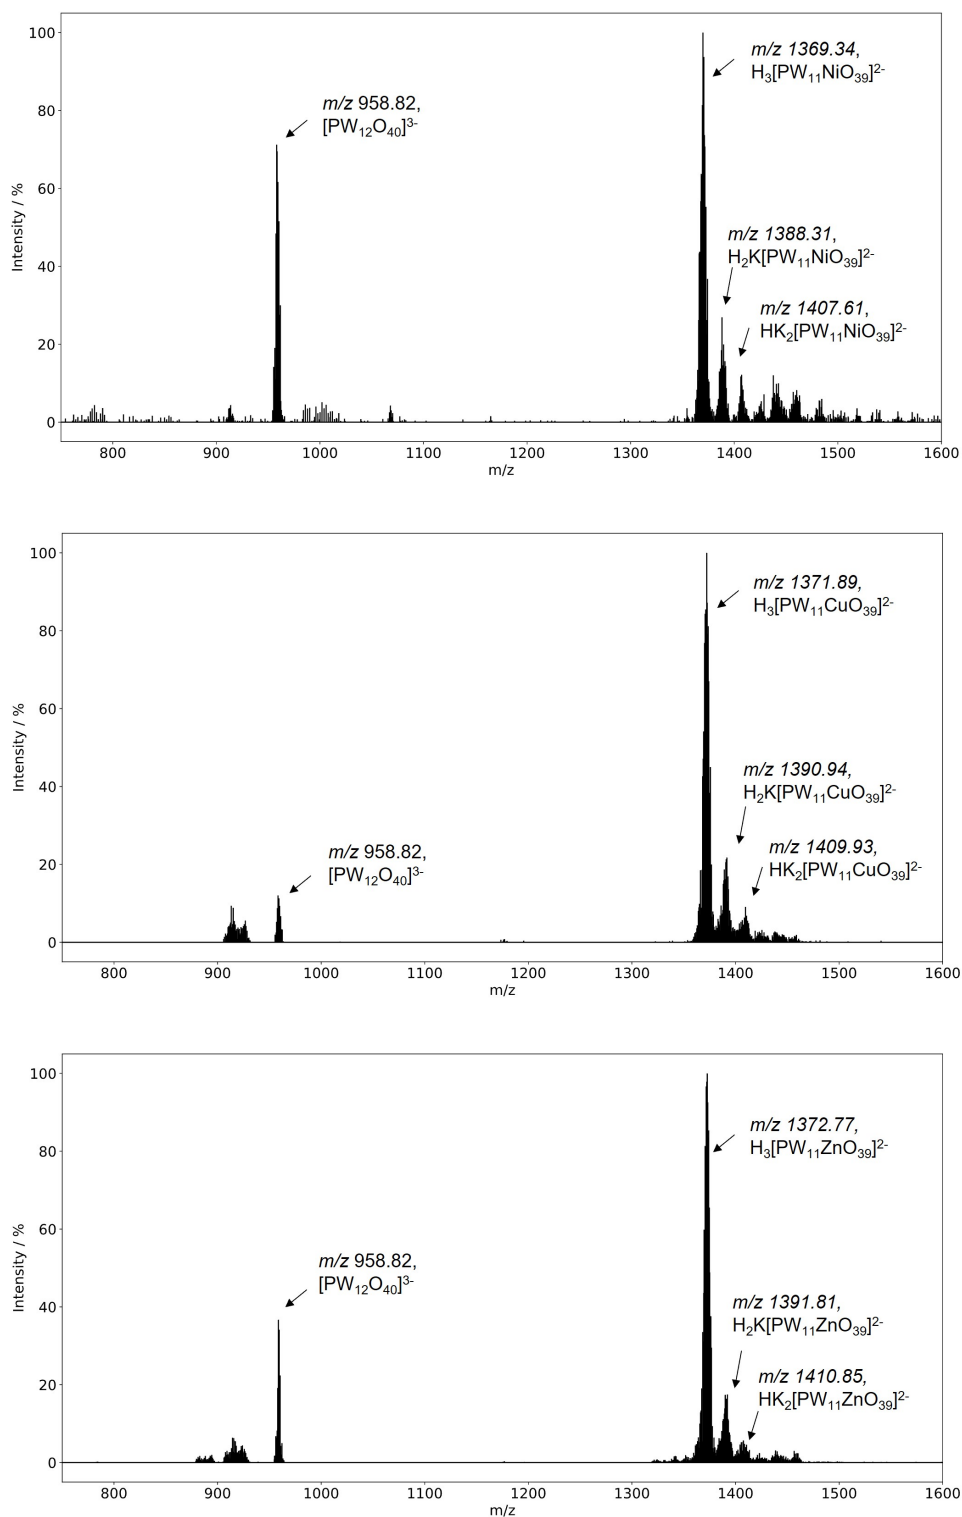 100
80
60
40
20
0
Intensity / %
m/z 958.82,
[PW₁₂O₄₀]³⁻
m/z 1369.34,
H₃[PW₁₁NiO₃₉]²⁻
m/z 1388.31,
H₂K[PW₁₁NiO₃₉]²⁻
m/z 1407.61,
HK₂[PW₁₁NiO₃₉]²⁻
800 900 1000 1100 1200 1300 1400 1500 1600
m/z
100
80
60
40
20
0
Intensity / %
m/z 1371.89,
H₃[PW₁₁CuO₃₉]²⁻
m/z 1390.94,
H₂K[PW₁₁CuO₃₉]²⁻
m/z 958.82,
[PW₁₂O₄₀]³⁻
m/z 1409.93,
HK₂[PW₁₁CuO₃₉]²⁻
800 900 1000 1100 1200 1300 1400 1500 1600
m/z
100
80
60
40
20
0
Intensity / %
m/z 1372.77,
H₃[PW₁₁ZnO₃₉]²⁻
m/z 958.82,
[PW₁₂O₄₀]³⁻
m/z 1391.81,
H₂K[PW₁₁ZnO₃₉]²⁻
m/z 1410.85,
HK₂[PW₁₁ZnO₃₉]²⁻
800 900 1000 1100 1200 1300 1400 1500 1600
m/z